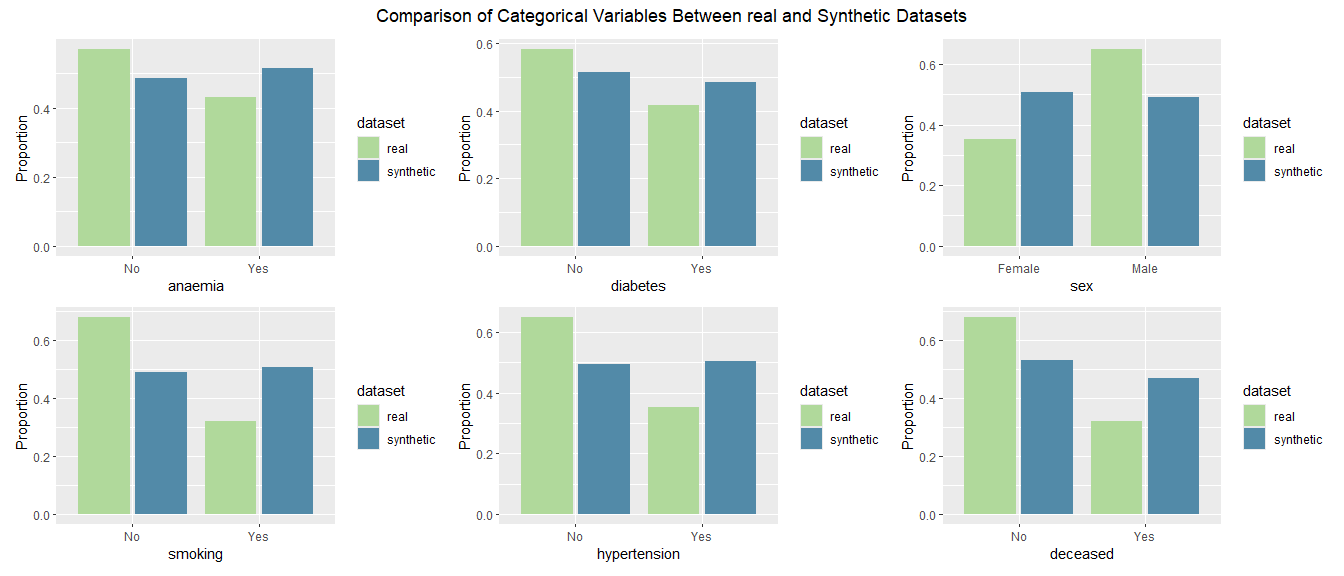 Comparison of Categorical Variables Between real and Synthetic Datasets
Proportion
0.4
0.2
0.0
No Yes
anaemia
dataset
real
synthetic
Proportion
0.6
0.4
0.2
0.0
No Yes
diabetes
dataset
real
synthetic
Proportion
0.6
0.4
0.2
0.0
Female Male
sex
dataset
real
synthetic
Proportion
0.6
0.4
0.2
0.0
No Yes
smoking
dataset
real
synthetic
Proportion
0.6
0.4
0.2
0.0
No Yes
hypertension
dataset
real
synthetic
Proportion
0.6
0.4
0.2
0.0
No Yes
deceased
dataset
real
synthetic